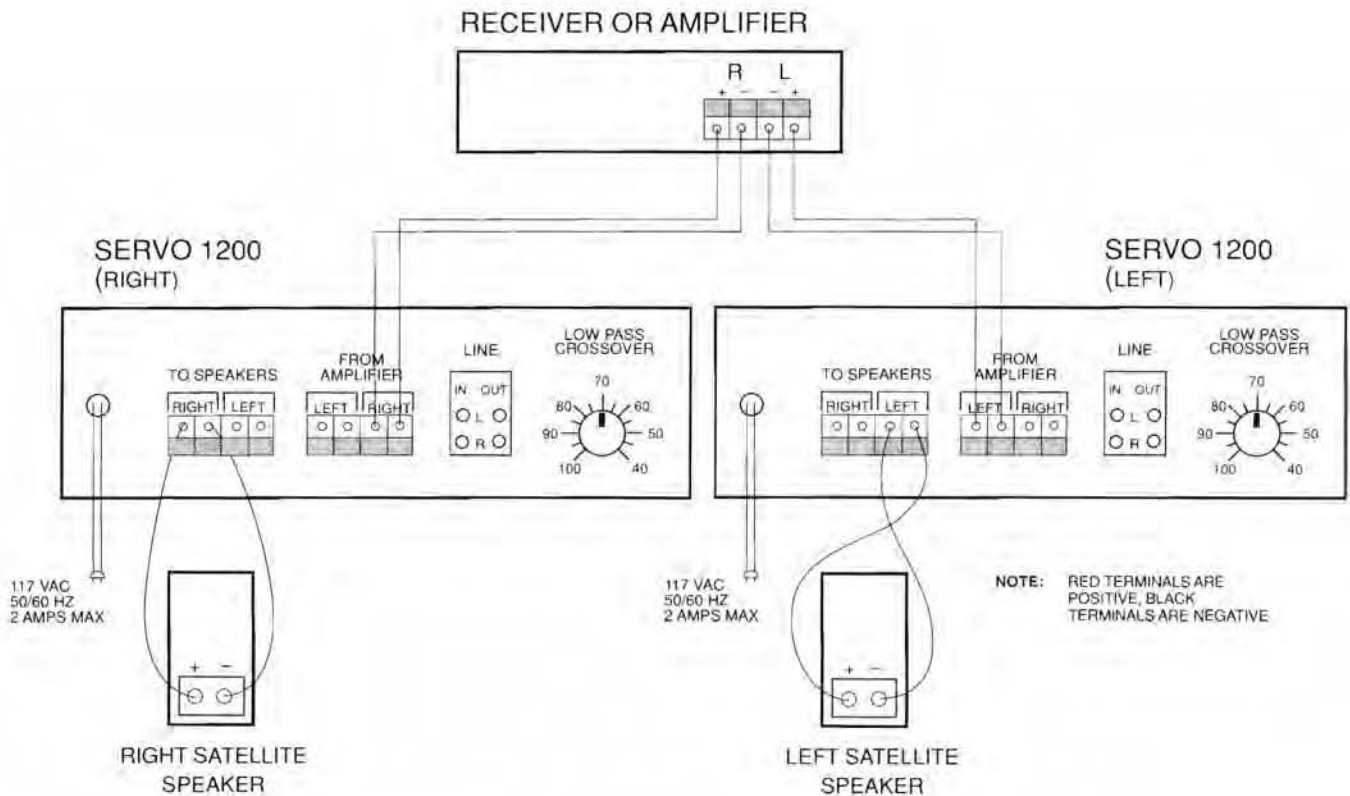 RECEIVER OR AMPLIFIER
R L
+ − − +
SERVO 1200
(RIGHT)
TO SPEAKERS
RIGHT LEFT
FROM
AMPLIFIER
LEFT RIGHT
LINE
IN OUT
L
R
LOW PASS
CROSSOVER
70
80 60
90 50
100 40
117 VAC
50/60 HZ
2 AMPS MAX
+ −
RIGHT SATELLITE
SPEAKER
SERVO 1200
(LEFT)
TO SPEAKERS
RIGHT LEFT
FROM
AMPLIFIER
LEFT RIGHT
LINE
IN OUT
L
R
LOW PASS
CROSSOVER
70
80 60
90 50
100 40
117 VAC
50/60 HZ
2 AMPS MAX
+ −
LEFT SATELLITE
SPEAKER
NOTE: RED TERMINALS ARE
POSITIVE, BLACK
TERMINALS ARE NEGATIVE